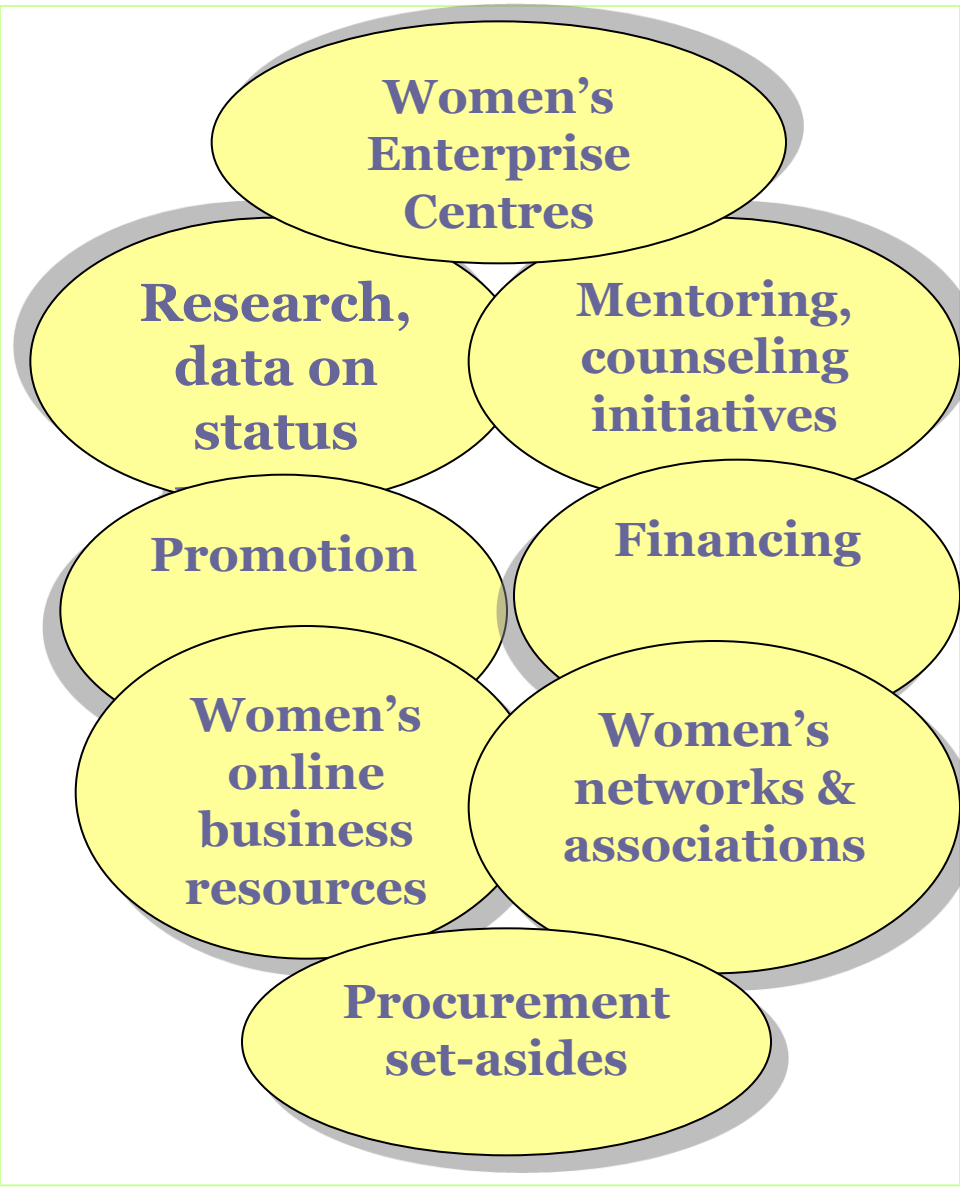 Women’s
Enterprise
Centres
Research,
data on
status
Mentoring,
counseling
initiatives
Promotion
Financing
Women’s
online
business
resources
Women’s
networks &
associations
Procurement
set-asides